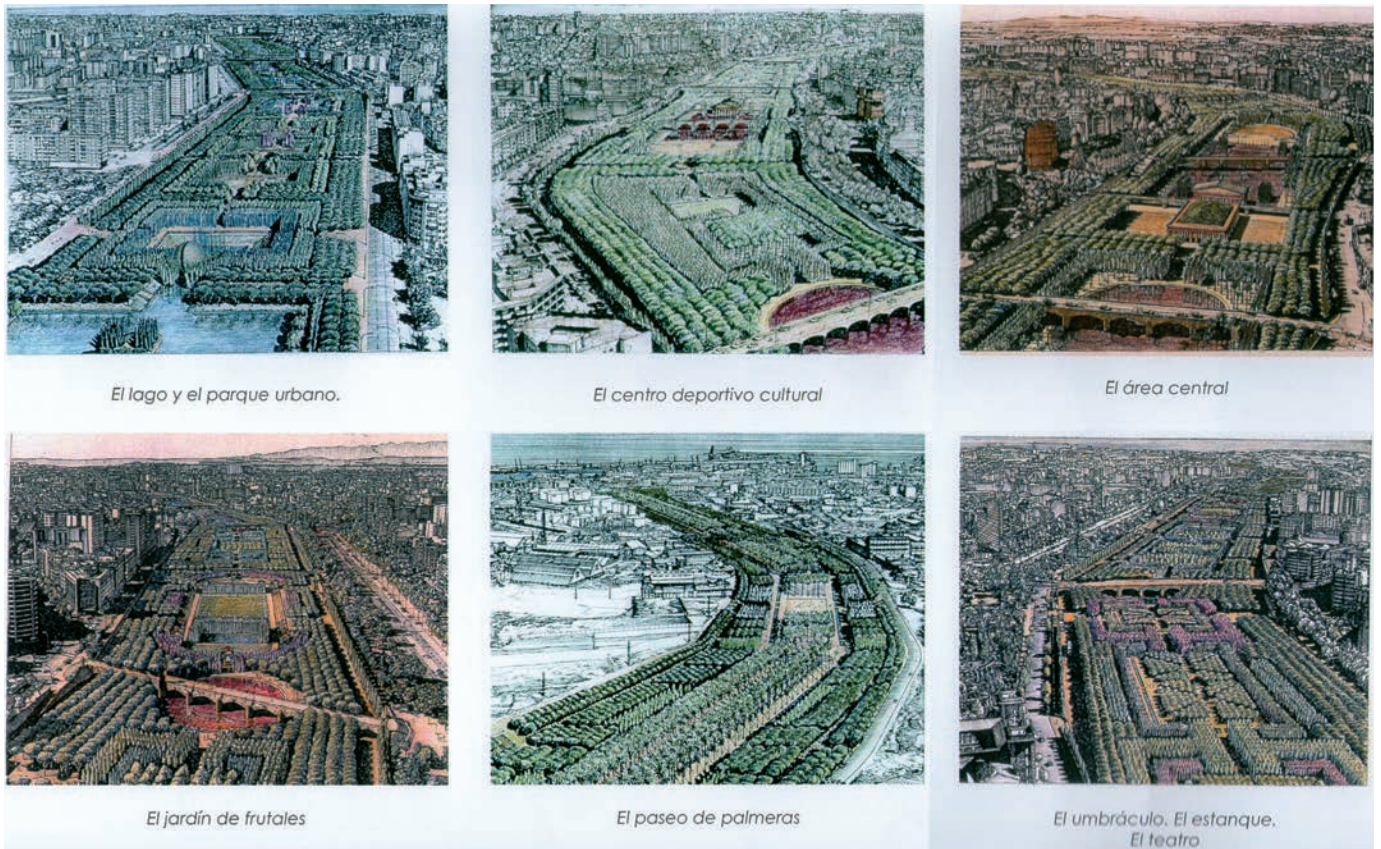 El lago y el parque urbano.
El centro deportivo cultural
El área central
El jardín de frutales
El paseo de palmeras
El umbráculo. El estanque.
El teatro